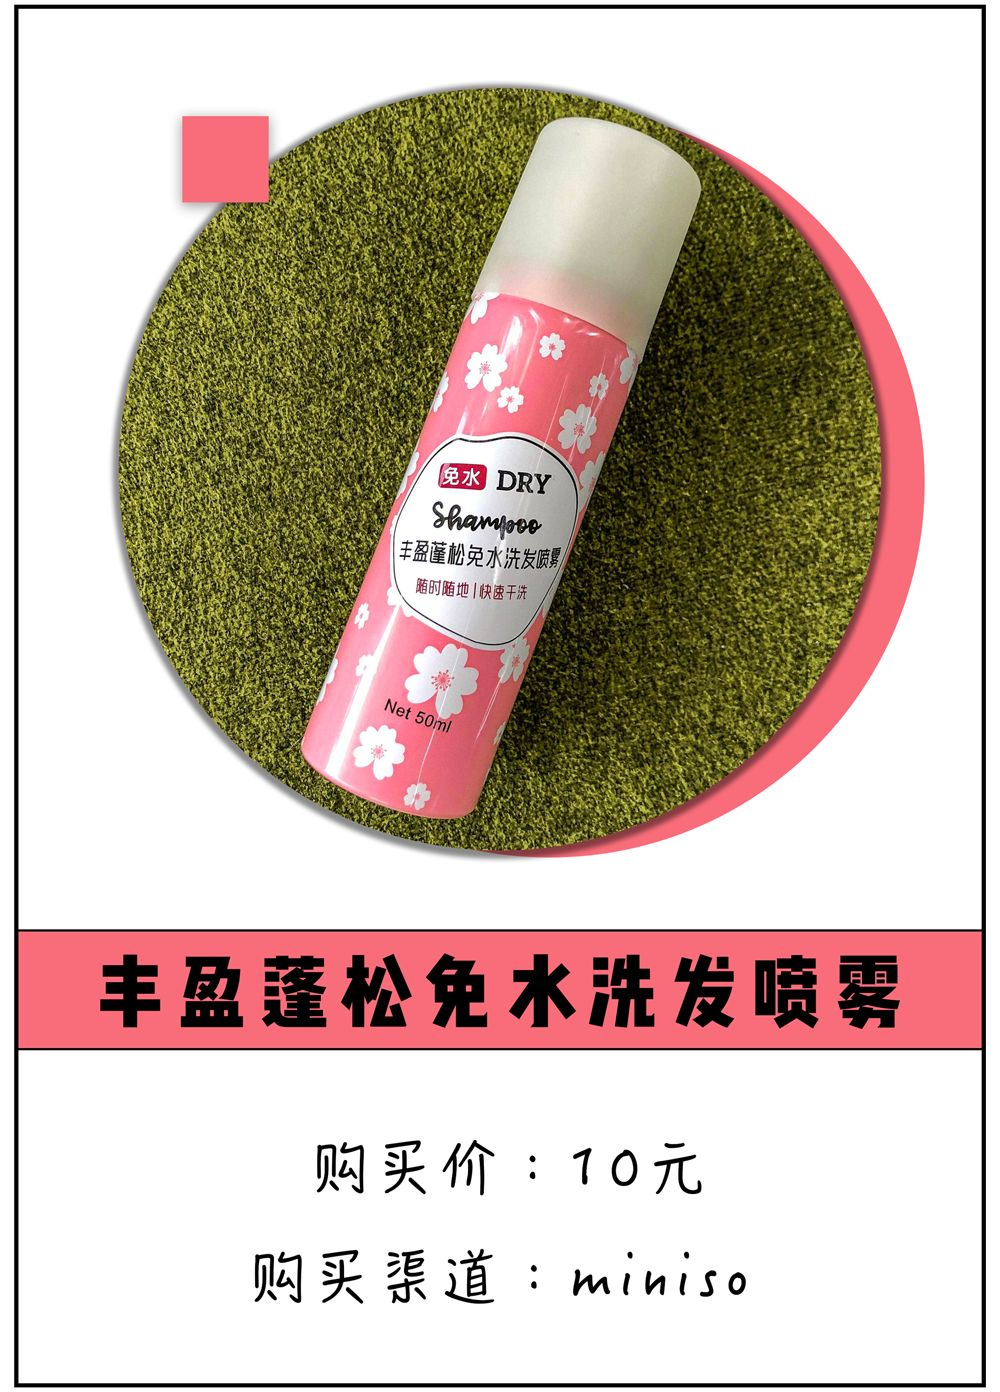 免水 DRY
Shampoo
丰盈蓬松免水洗发喷雾
随时随地|快速干洗
Net 50ml
丰盈蓬松免水洗发喷雾
购买价：10元
购买渠道：miniso